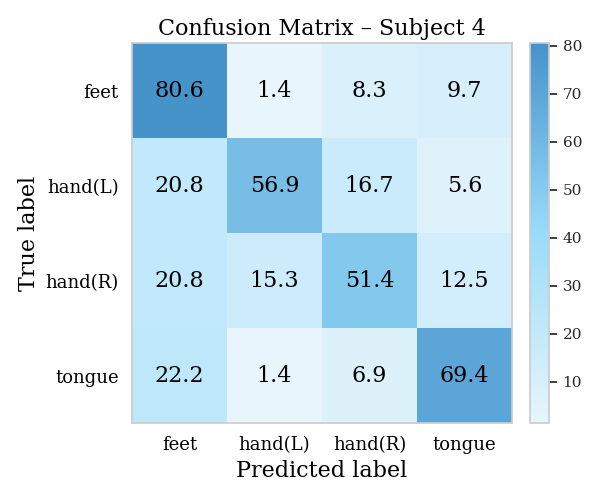 Confusion Matrix – Subject 4
True label
feet 80.6 1.4 8.3 9.7
hand(L) 20.8 56.9 16.7 5.6
hand(R) 20.8 15.3 51.4 12.5
tongue 22.2 1.4 6.9 69.4
feet hand(L) hand(R) tongue
Predicted label
80
70
60
50
40
30
20
10